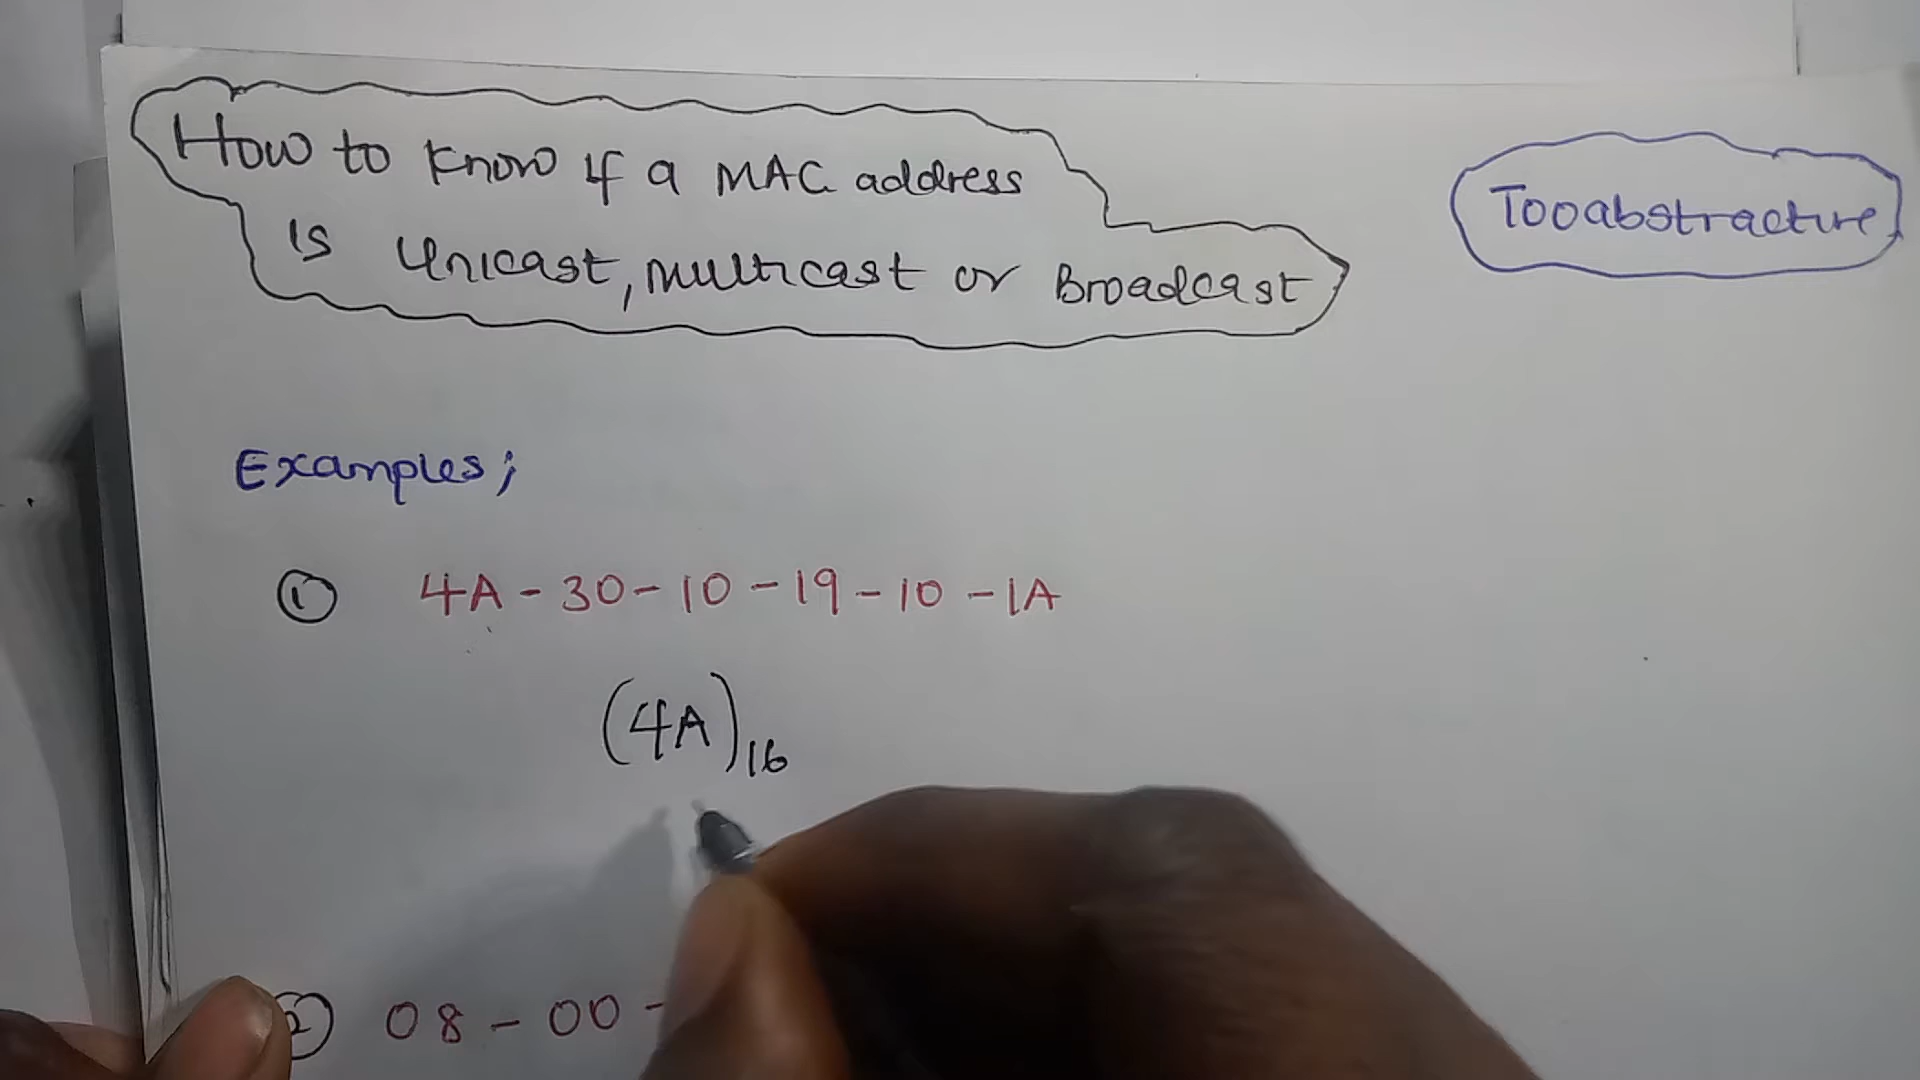 How to know if a MAC address
is Unicast, multicast or Broadcast
Tooabstracture
Examples;
① 4A - 30 - 10 - 19 - 10 - 1A
(4A)16
② 08 - 00 -